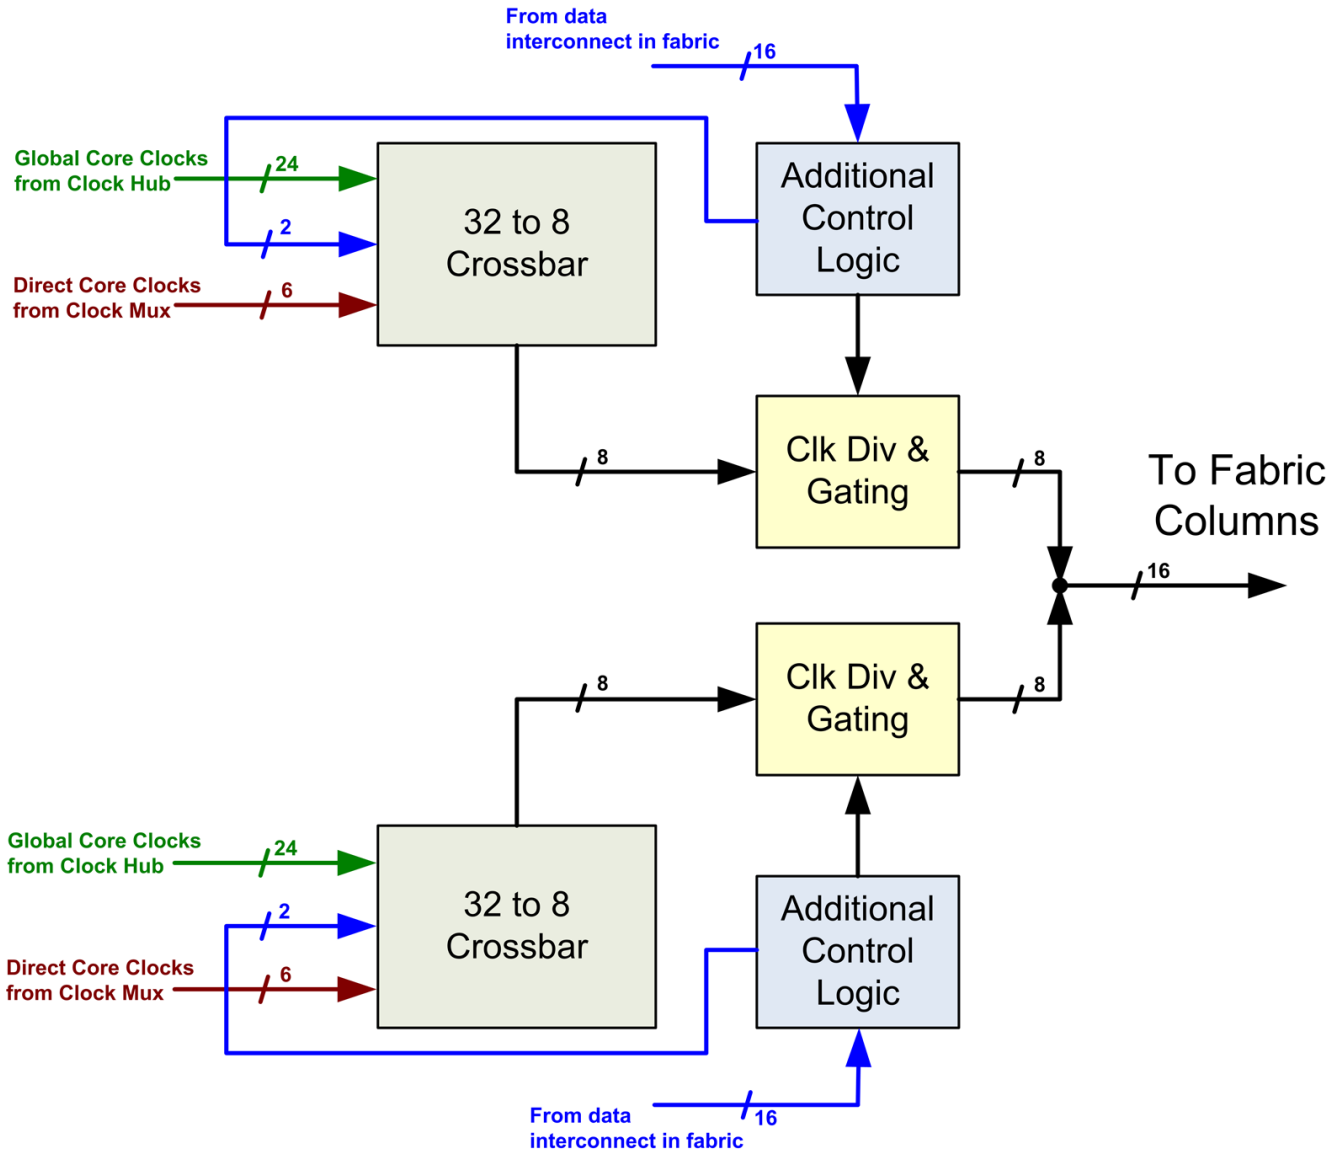 From data
interconnect in fabric
16
Global Core Clocks
from Clock Hub
24
2
Direct Core Clocks
from Clock Mux
6
32 to 8
Crossbar
Additional
Control
Logic
8
Clk Div &
Gating
8
To Fabric
Columns
16
8
Clk Div &
Gating
8
Global Core Clocks
from Clock Hub
24
2
Direct Core Clocks
from Clock Mux
6
32 to 8
Crossbar
Additional
Control
Logic
From data
interconnect in fabric
16